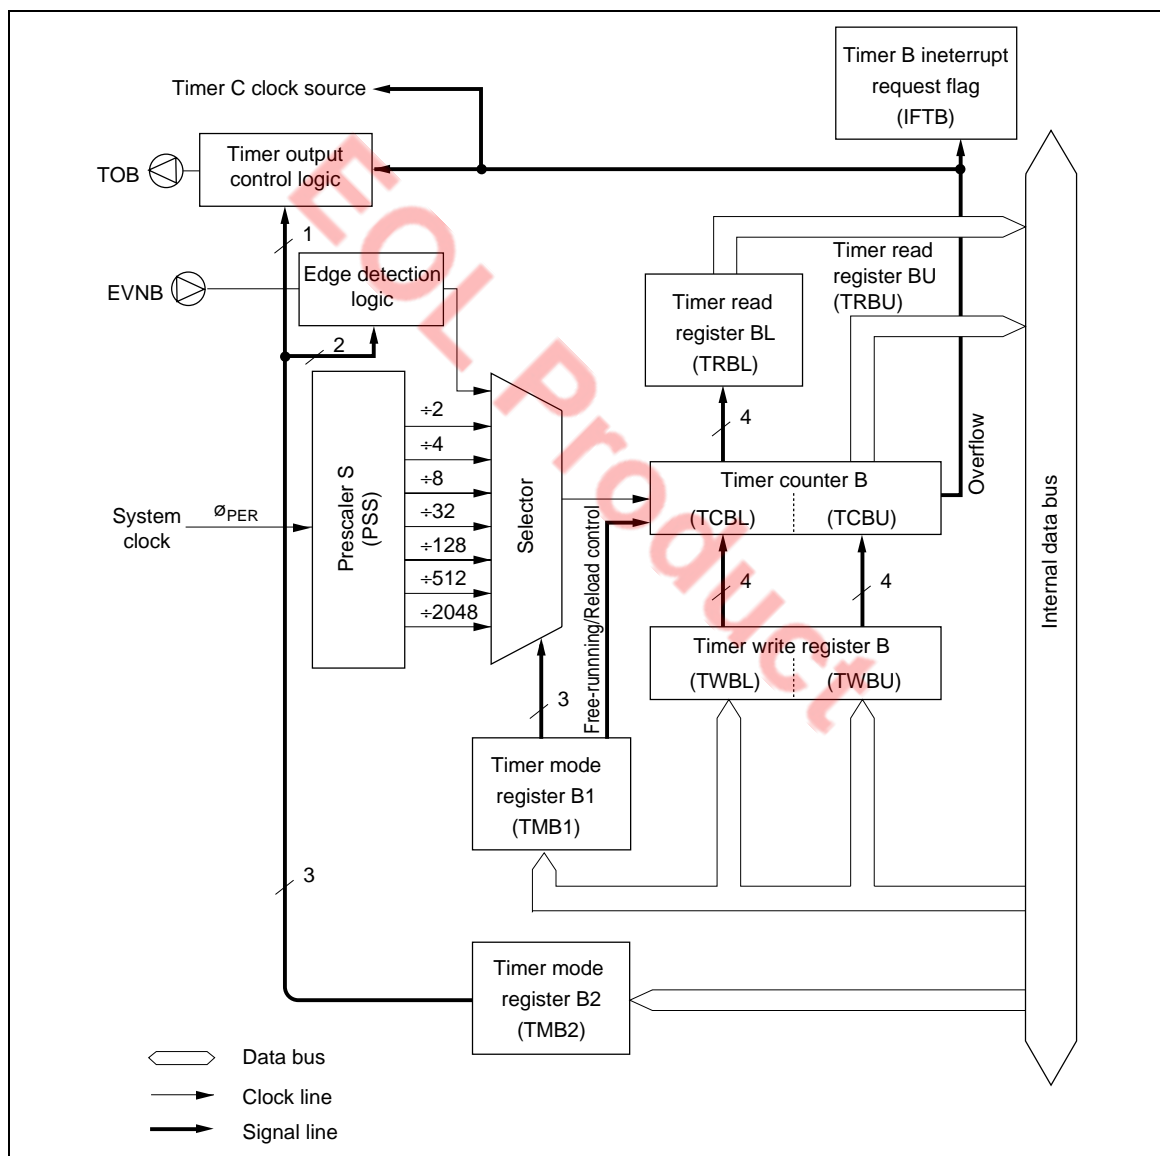 Timer B ineterrupt
request flag
(IFTB)
Timer C clock source
Timer output
control logic
TOB
1
Edge detection
logic
EVNB
2
Timer read
register BU
(TRBU)
Timer read
register BL
(TRBL)
4
÷2
÷4
÷8
÷32
÷128
÷512
÷2048
Prescaler S
(PSS)
System
clock
øPER
Selector
Timer counter B
(TCBL)
(TCBU)
Overflow
Internal data bus
4
4
Free-runnning/Reload control
Timer write register B
(TWBL)
(TWBU)
3
Timer mode
register B1
(TMB1)
3
Timer mode
register B2
(TMB2)
Data bus
Clock line
Signal line
EOL Product